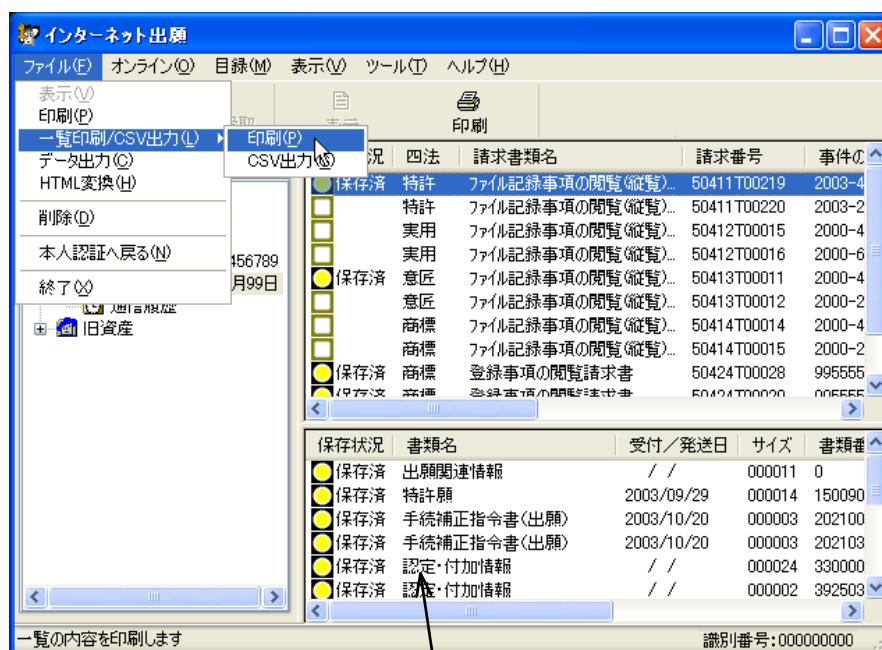 インターネット出願
ファイル(F) オンライン(O) 目録(M) 表示(V) ツール(T) ヘルプ(H)
表示(V)
印刷(P)
一覧印刷/CSV出力(L)
データ出力(C)
HTML変換(H)
削除(D)
本人認証へ戻る(N)
終了(X)
印刷(P)
CSV出力
表示 印刷
況 四法 請求書類名 請求番号 事件の
保存済 特許 ファイル記録事項の閲覧(縦覧)... 50411T00219 2003-4
特許 ファイル記録事項の閲覧(縦覧)... 50411T00220 2003-2
実用 ファイル記録事項の閲覧(縦覧)... 50412T00015 2000-4
実用 ファイル記録事項の閲覧(縦覧)... 50412T00016 2000-6
保存済 意匠 ファイル記録事項の閲覧(縦覧)... 50413T00011 2000-4
意匠 ファイル記録事項の閲覧(縦覧)... 50413T00012 2000-2
商標 ファイル記録事項の閲覧(縦覧)... 50414T00014 2000-4
商標 ファイル記録事項の閲覧(縦覧)... 50414T00015 2000-2
保存済 商標 登録事項の閲覧請求書 50424T00028 995555
456789
月99日
通信履歴
旧資産
保存状況 書類名 受付/発送日 サイズ 書類番
保存済 出願関連情報 / / 000011 0
保存済 特許願 2003/09/29 000014 150090
保存済 手続補正指令書(出願) 2003/10/20 000003 202100
保存済 手続補正指令書(出願) 2003/10/20 000003 202103
保存済 認定・付加情報 / / 000024 330000
保存済 認定・付加情報 / / 000002 392503
一覧の内容を印刷します 識別番号:000000000